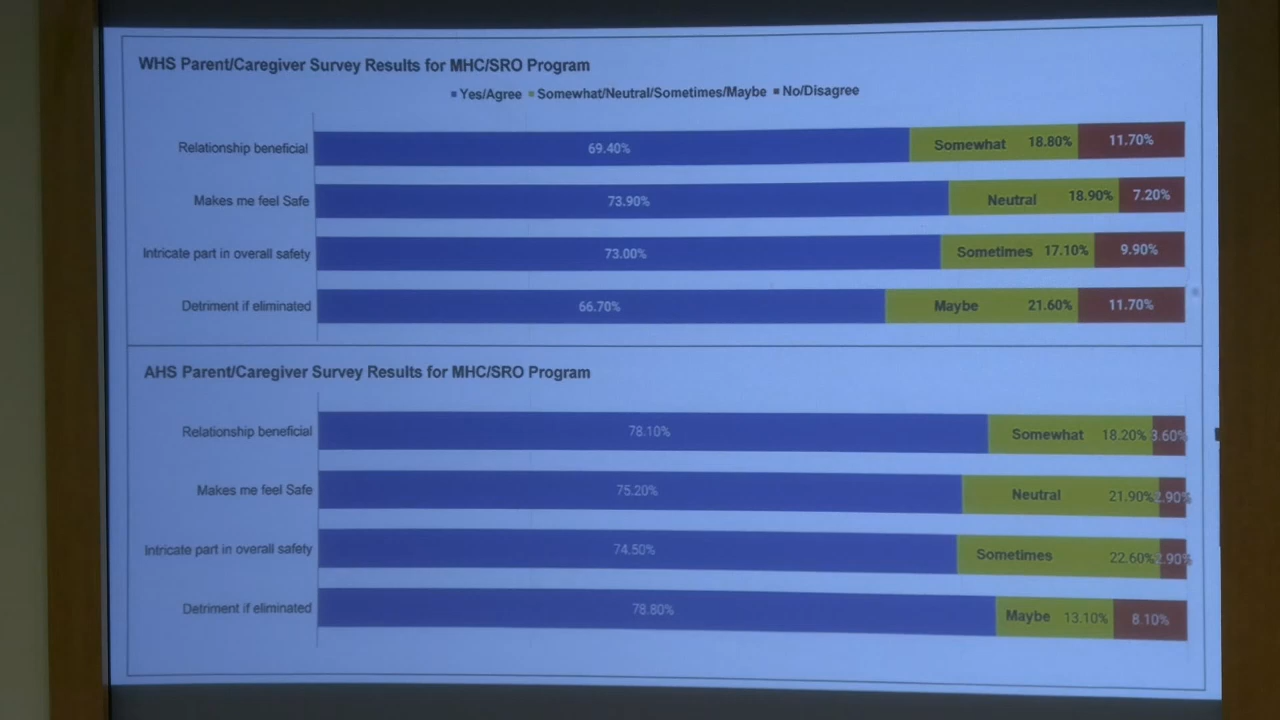 WHS Parent/Caregiver Survey Results for MHC/SRO Program
Yes/Agree Somewhat/Neutral/Sometimes/Maybe No/Disagree
Relationship beneficial 69.40% Somewhat 18.80% 11.70%
Makes me feel Safe 73.90% Neutral 18.90% 7.20%
Intricate part in overall safety 73.00% Sometimes 17.10% 9.90%
Detriment if eliminated 66.70% Maybe 21.60% 11.70%
AHS Parent/Caregiver Survey Results for MHC/SRO Program
Relationship beneficial 78.10% Somewhat 18.20% 3.60%
Makes me feel Safe 75.20% Neutral 21.90% 2.90%
Intricate part in overall safety 74.50% Sometimes 22.60% 2.90%
Detriment if eliminated 78.80% Maybe 13.10% 8.10%